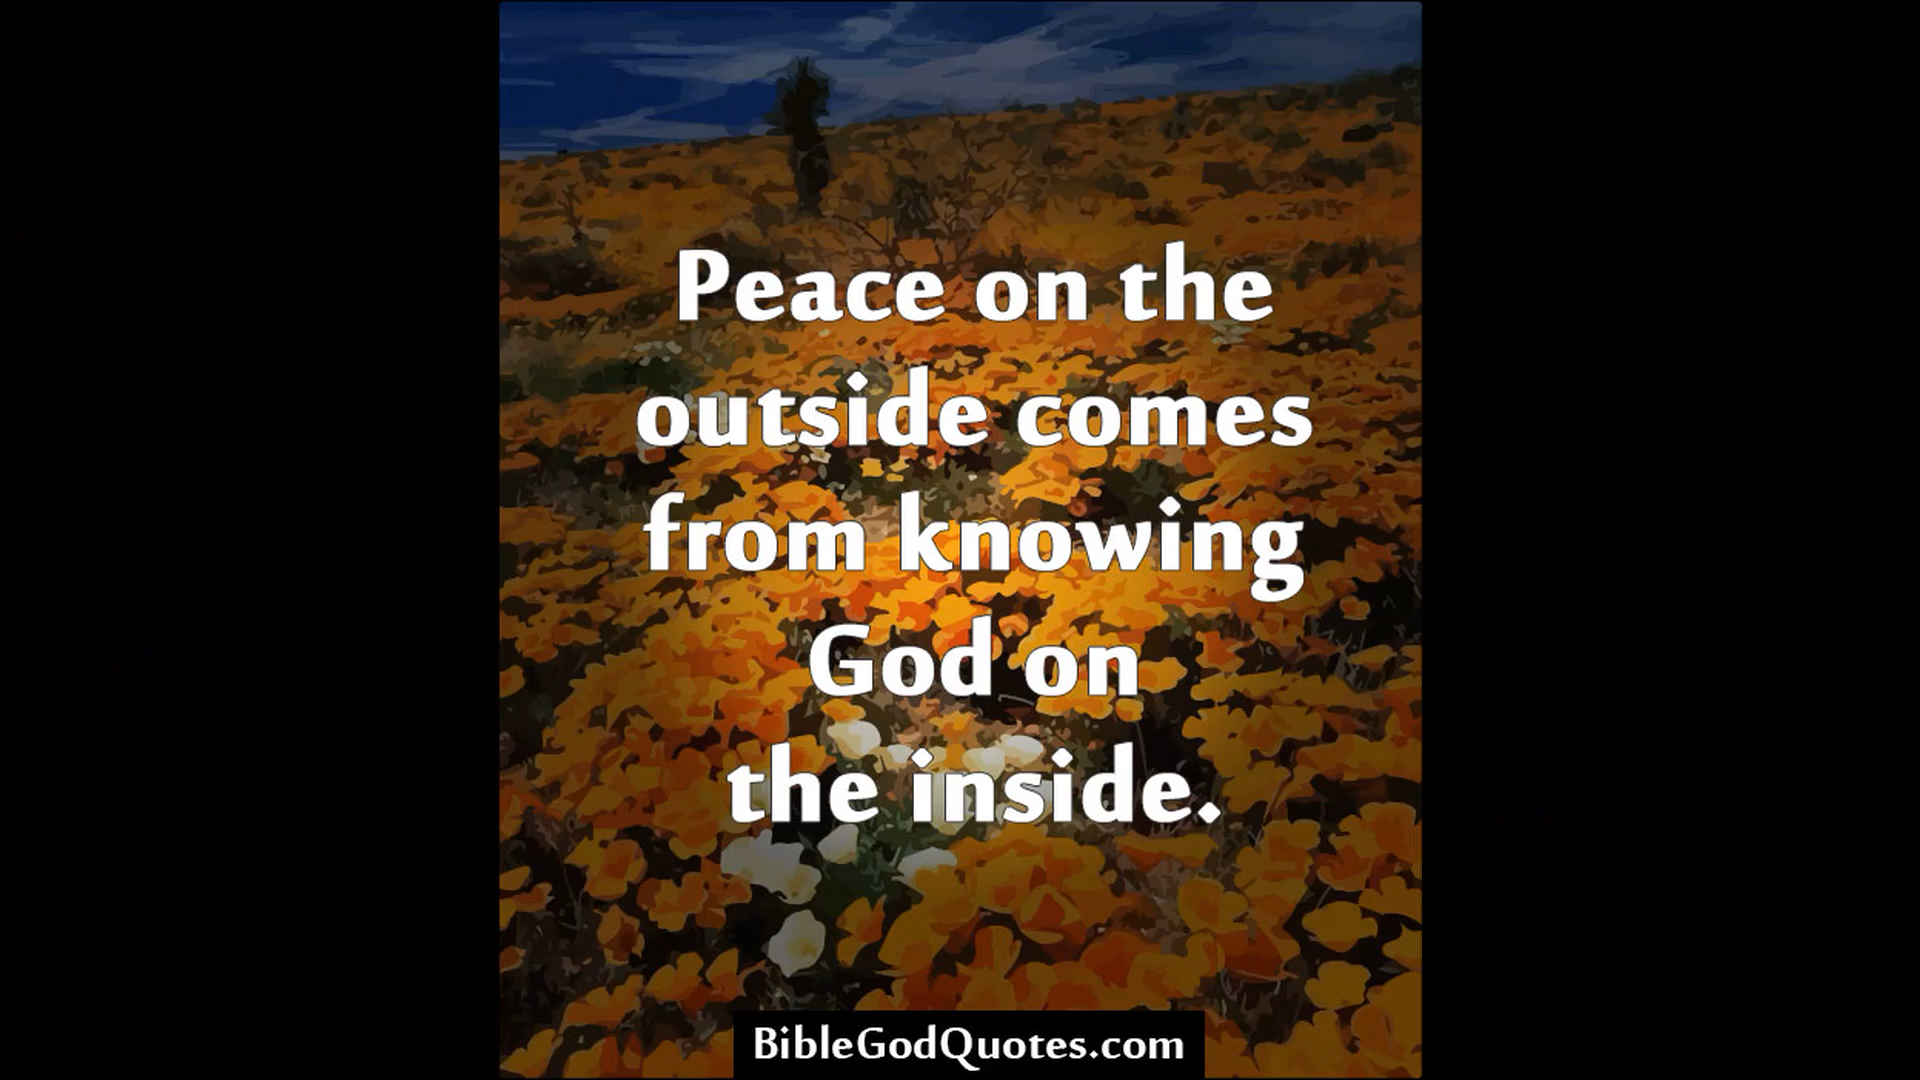 Peace on the
outside comes
from knowing
God on
the inside.
BibleGodQuotes.com